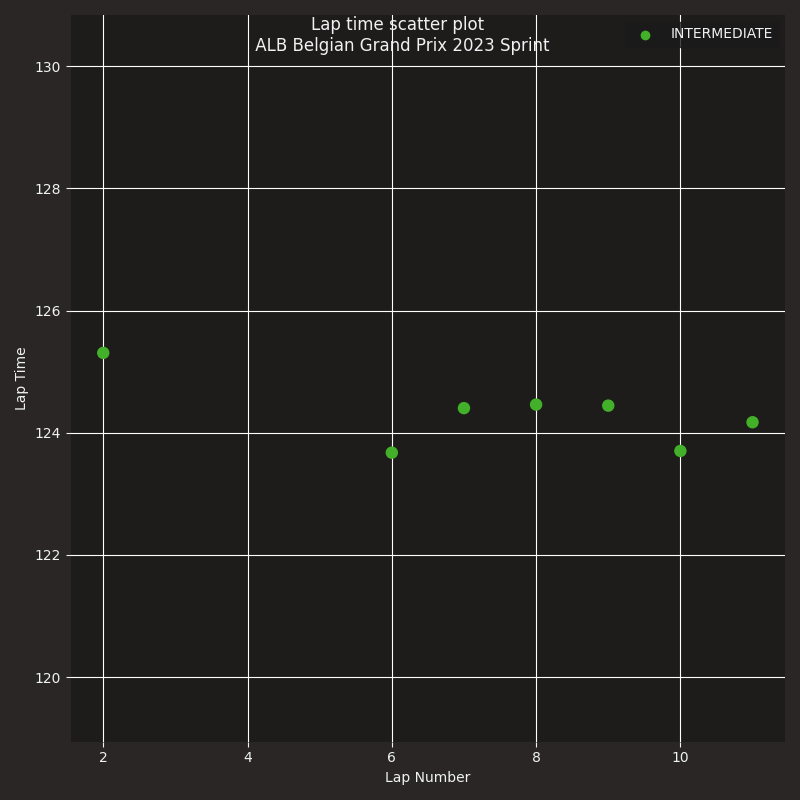 Lap time scatter plot
ALB Belgian Grand Prix 2023 Sprint
INTERMEDIATE
130
128
126
124
122
120
Lap Time
2 4 6 8 10
Lap Number